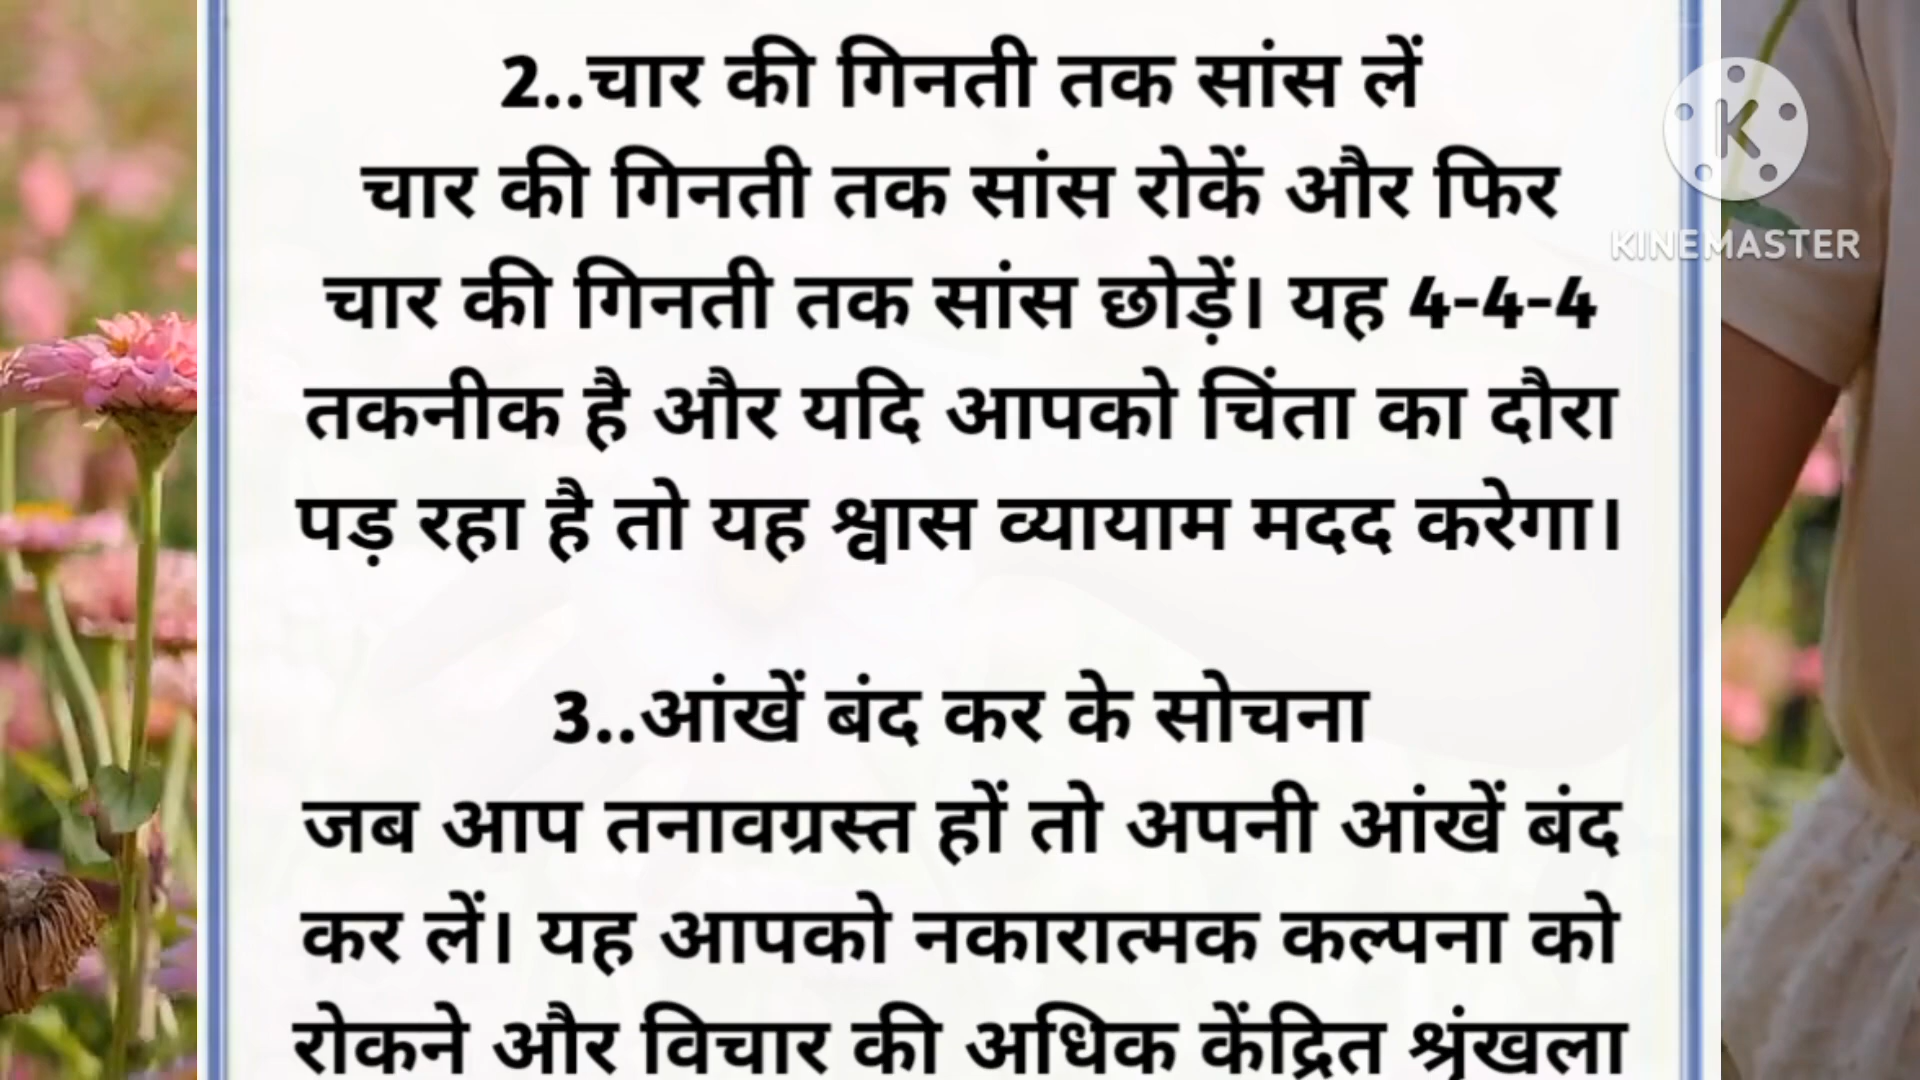 2..चार की गिनती तक सांस लें
चार की गिनती तक सांस रोकें और फिर
चार की गिनती तक सांस छोड़ें। यह 4-4-4
तकनीक है और यदि आपको चिंता का दौरा
पड़ रहा है तो यह श्वास व्यायाम मदद करेगा।
3..आंखें बंद कर के सोचना
जब आप तनावग्रस्त हों तो अपनी आंखें बंद
कर लें। यह आपको नकारात्मक कल्पना को
रोकने और विचार की अधिक केंद्रित श्रृंखला
K
KINEMASTER